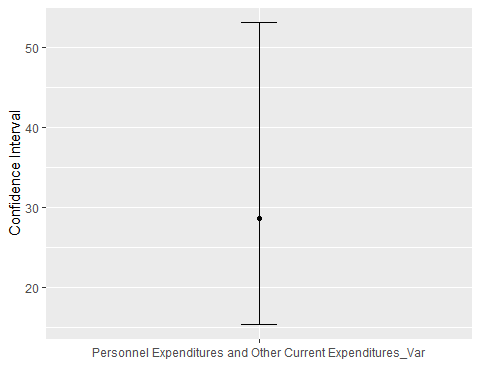 50
40
30
20
Confidence Interval
Personnel Expenditures and Other Current Expenditures_Var